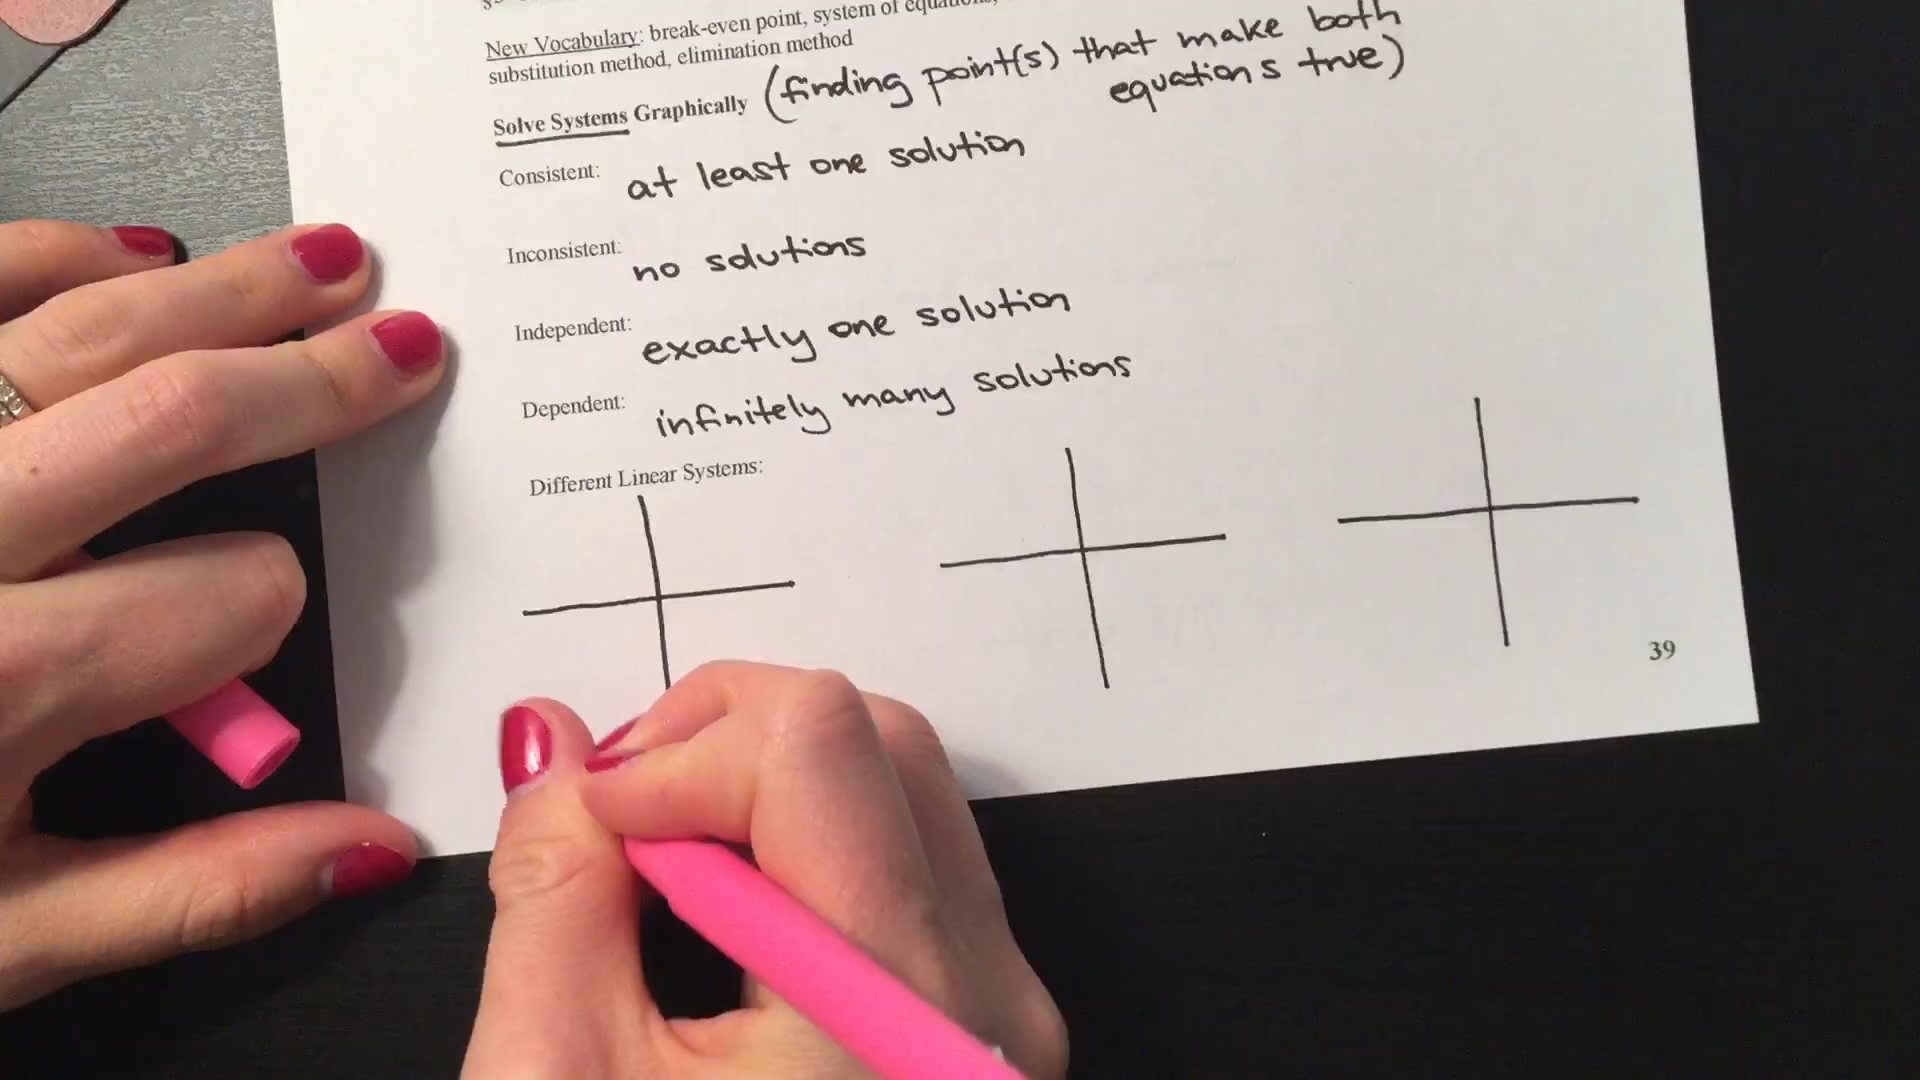 New Vocabulary: break-even point, system of equations,
substitution method, elimination method
Solve Systems Graphically (finding point(s) that make both
equations true)
Consistent: at least one solution
Inconsistent: no solutions
Independent: exactly one solution
Dependent: infinitely many solutions
Different Linear Systems:
39